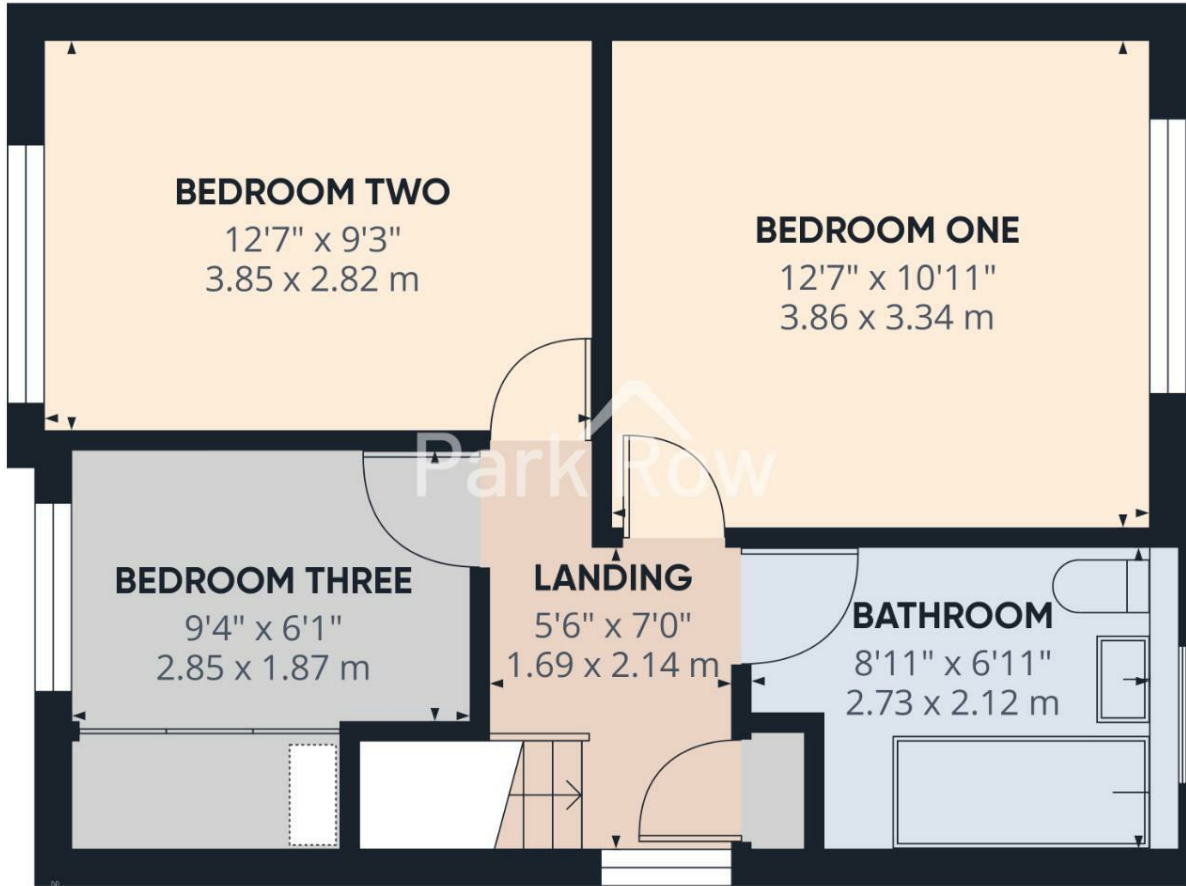 BEDROOM TWO
12'7" x 9'3"
3.85 x 2.82 m
BEDROOM ONE
12'7" x 10'11"
3.86 x 3.34 m
Park Row
BEDROOM THREE
9'4" x 6'1"
2.85 x 1.87 m
LANDING
5'6" x 7'0"
1.69 x 2.14 m
BATHROOM
8'11" x 6'11"
2.73 x 2.12 m